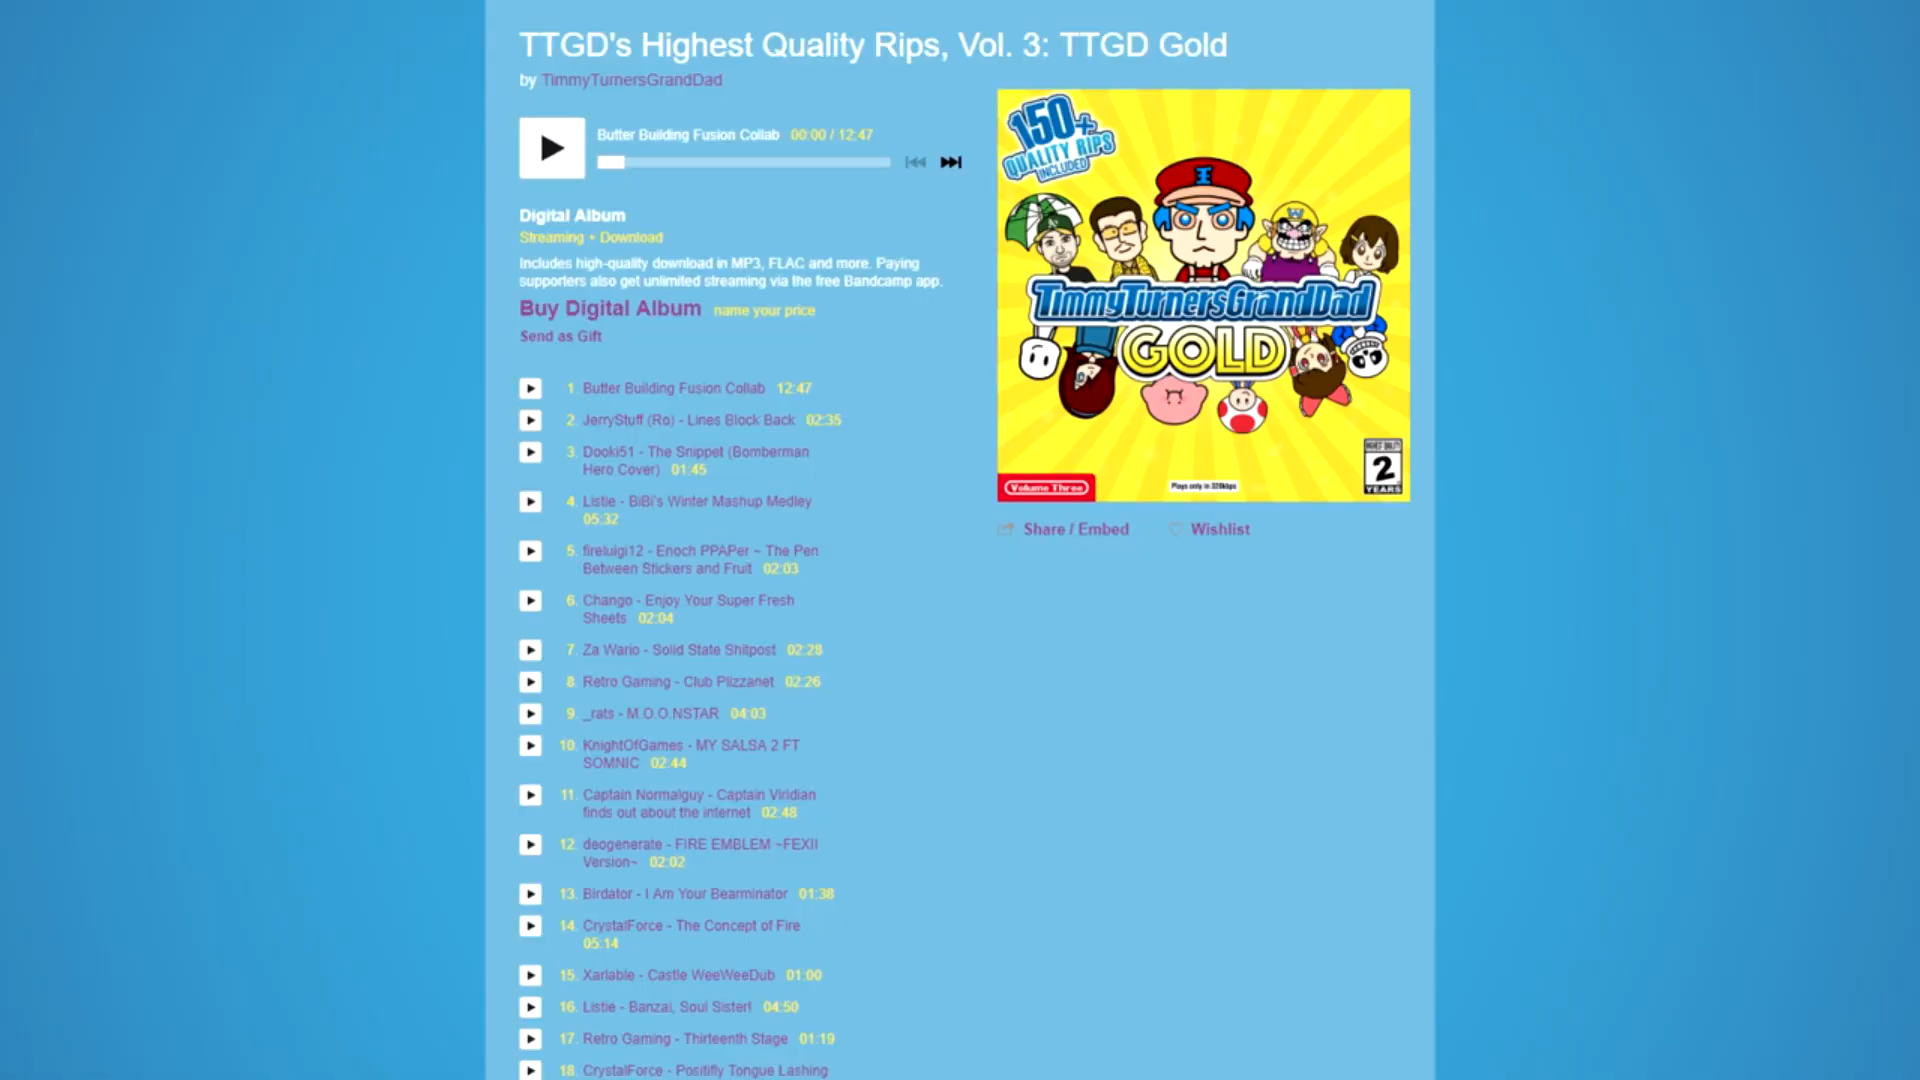 TTGD's Highest Quality Rips, Vol. 3: TTGD Gold
by TimmyTurnersGrandDad
Butter Building Fusion Collab 00:00 / 12:47
Digital Album
Streaming + Download
Includes high-quality download in MP3, FLAC and more. Paying
supporters also get unlimited streaming via the free Bandcamp app.
Buy Digital Album name your price
Send as Gift
1. Butter Building Fusion Collab 12:47
2. JerryStuff (Ro) - Lines Block Back 02:35
3. Dooki51 - The Snippet (Bomberman
Hero Cover) 01:45
4. Listie - BiBi's Winter Mashup Medley
05:32
5. fireluigi12 - Enoch PPAPer ~ The Pen
Between Stickers and Fruit 02:03
6. Chango - Enjoy Your Super Fresh
Sheets 02:04
7. Za Wario - Solid State Shitpost 02:28
8. Retro Gaming - Club Plizzanet 02:26
9. _rats - M.O.O.NSTAR 04:03
10. KnightOfGames - MY SALSA 2 FT
SOMNIC 02:44
11. Captain Normalguy - Captain Viridian
finds out about the internet 02:48
12. deogenerate - FIRE EMBLEM ~FEXII
Version~ 02:02
13. Birdator - I Am Your Bearminator 01:38
14. CrystalForce - The Concept of Fire
05:14
15. Xarlable - Castle WeeWeeDub 01:00
16. Listie - Banzai, Soul Sister! 04:50
17. Retro Gaming - Thirteenth Stage 01:19
18. CrystalForce - Positifly Tongue Lashing
150+
QUALITY RIPS
INCLUDED
TimmyTurnersGrandDad
GOLD
Volume Three
Plays only in 320kbps
HIGHEST QUALITY
2
YEARS
Share / Embed
Wishlist